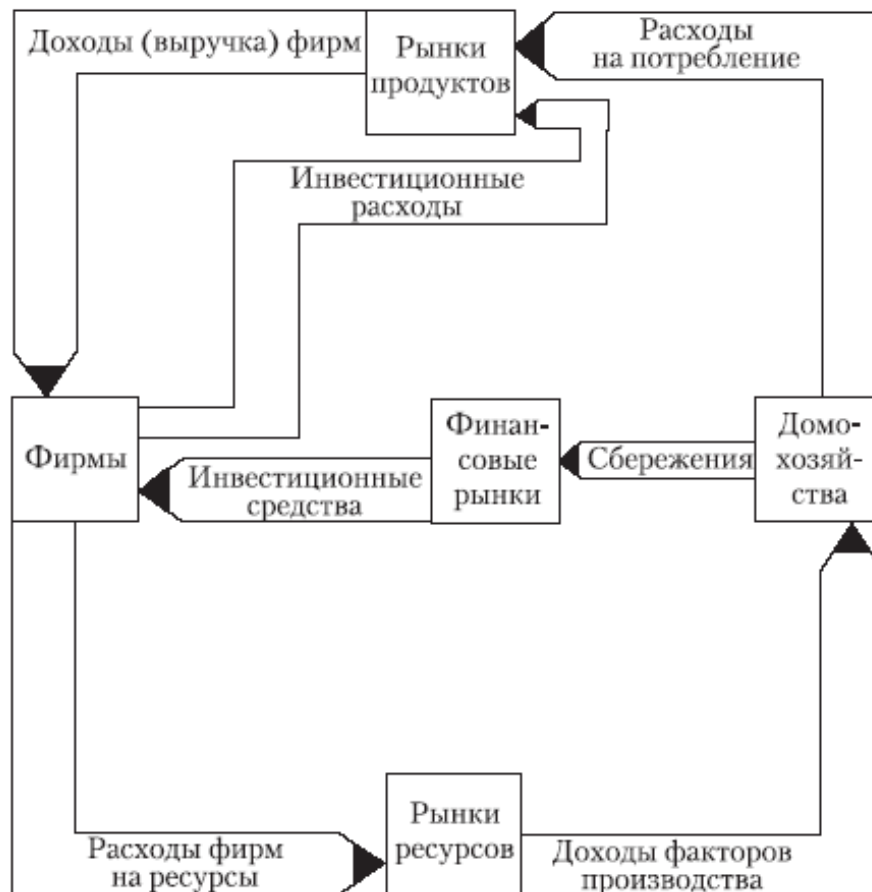 Доходы (выручка) фирм
Рынки
продуктов
Расходы
на потребление
Инвестиционные
расходы
Фирмы
Инвестиционные
средства
Финан-
совые
рынки
Сбережения
Домо-
хозяй-
ства
Расходы фирм
на ресурсы
Рынки
ресурсов
Доходы факторов
производства